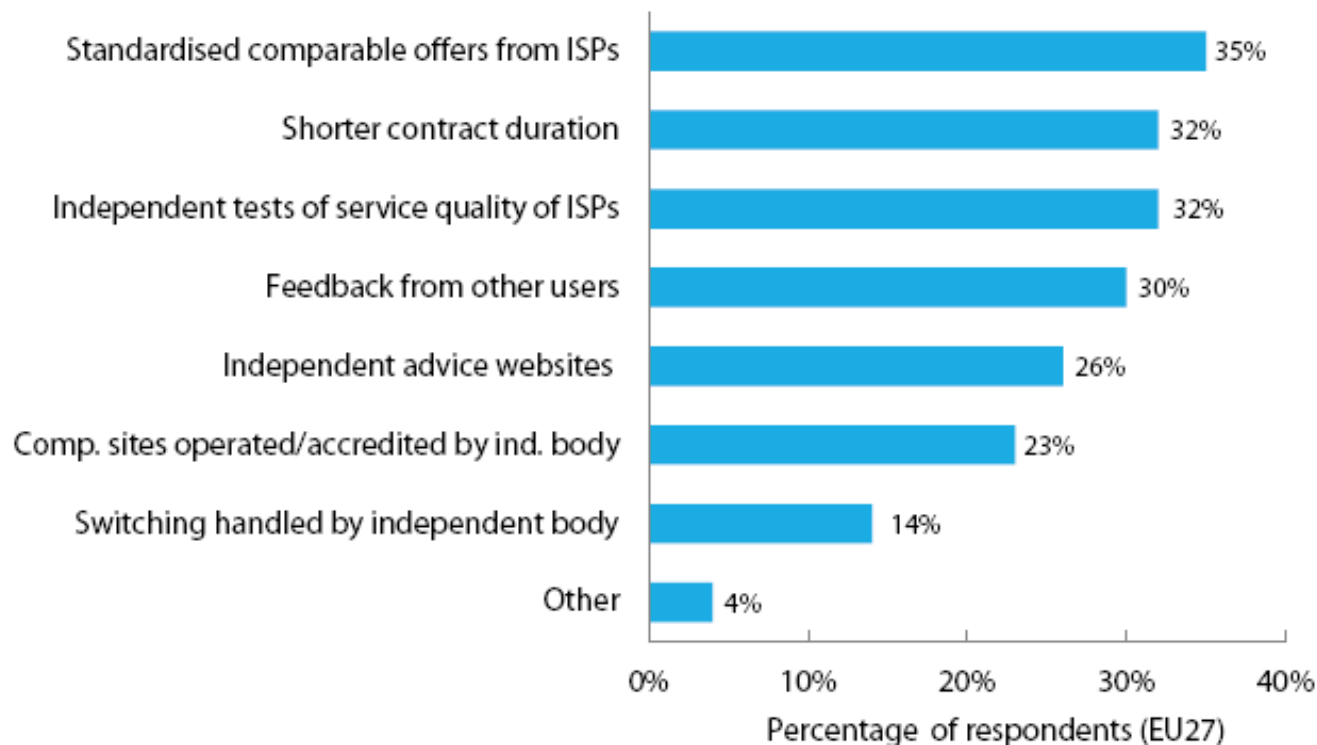 Standardised comparable offers from ISPs 35%
Shorter contract duration 32%
Independent tests of service quality of ISPs 32%
Feedback from other users 30%
Independent advice websites 26%
Comp. sites operated/accredited by ind. body 23%
Switching handled by independent body 14%
Other 4%
0% 10% 20% 30% 40%
Percentage of respondents (EU27)